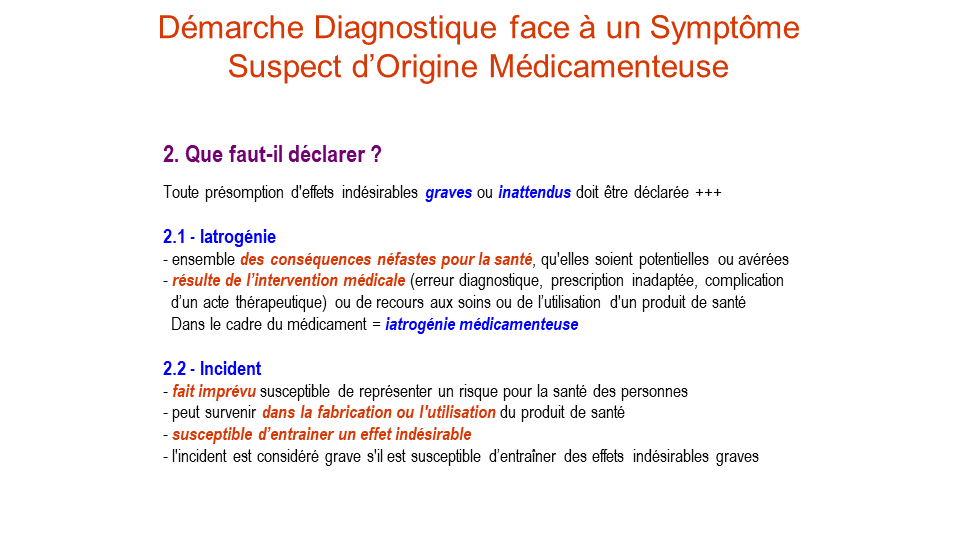 Démarche Diagnostique face à un Symptôme
Suspect d’Origine Médicamenteuse
2. Que faut-il déclarer ?
Toute présomption d'effets indésirables graves ou inattendus doit être déclarée +++
2.1 - Iatrogénie
- ensemble des conséquences néfastes pour la santé, qu'elles soient potentielles ou avérées
- résulte de l’intervention médicale (erreur diagnostique, prescription inadaptée, complication
d’un acte thérapeutique) ou de recours aux soins ou de l’utilisation d'un produit de santé
Dans le cadre du médicament = iatrogénie médicamenteuse
2.2 - Incident
- fait imprévu susceptible de représenter un risque pour la santé des personnes
- peut survenir dans la fabrication ou l'utilisation du produit de santé
- susceptible d’entrainer un effet indésirable
- l'incident est considéré grave s'il est susceptible d’entraîner des effets indésirables graves